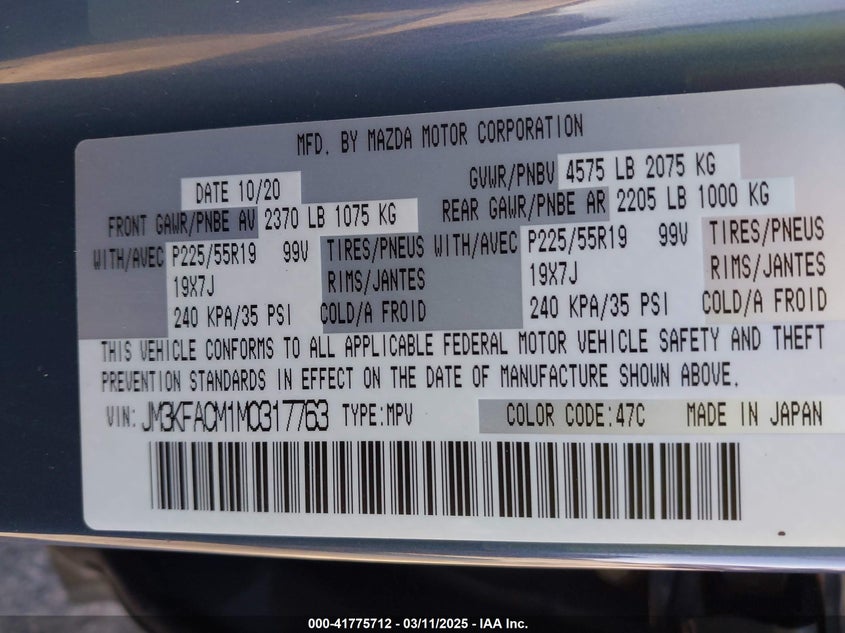 MFD. BY MAZDA MOTOR CORPORATION
DATE 10/20 GVWR/PNBV 4575 LB 2075 KG
FRONT GAWR/PNBE AV 2370 LB 1075 KG REAR GAWR/PNBE AR 2205 LB 1000 KG
WITH/AVEC P225/55R19 99V TIRES/PNEUS WITH/AVEC P225/55R19 99V TIRES/PNEUS
19X7J RIMS/JANTES 19X7J RIMS/JANTES
240 KPA/35 PSI COLD/A FROID 240 KPA/35 PSI COLD/A FROID
THIS VEHICLE CONFORMS TO ALL APPLICABLE FEDERAL MOTOR VEHICLE SAFETY AND THEFT
PREVENTION STANDARDS IN EFFECT ON THE DATE OF MANUFACTURE SHOWN ABOVE.
VIN: JM3KFACM1M0317763 TYPE:MPV COLOR CODE:47C MADE IN JAPAN
000-41775712 - 03/11/2025 - IAA Inc.